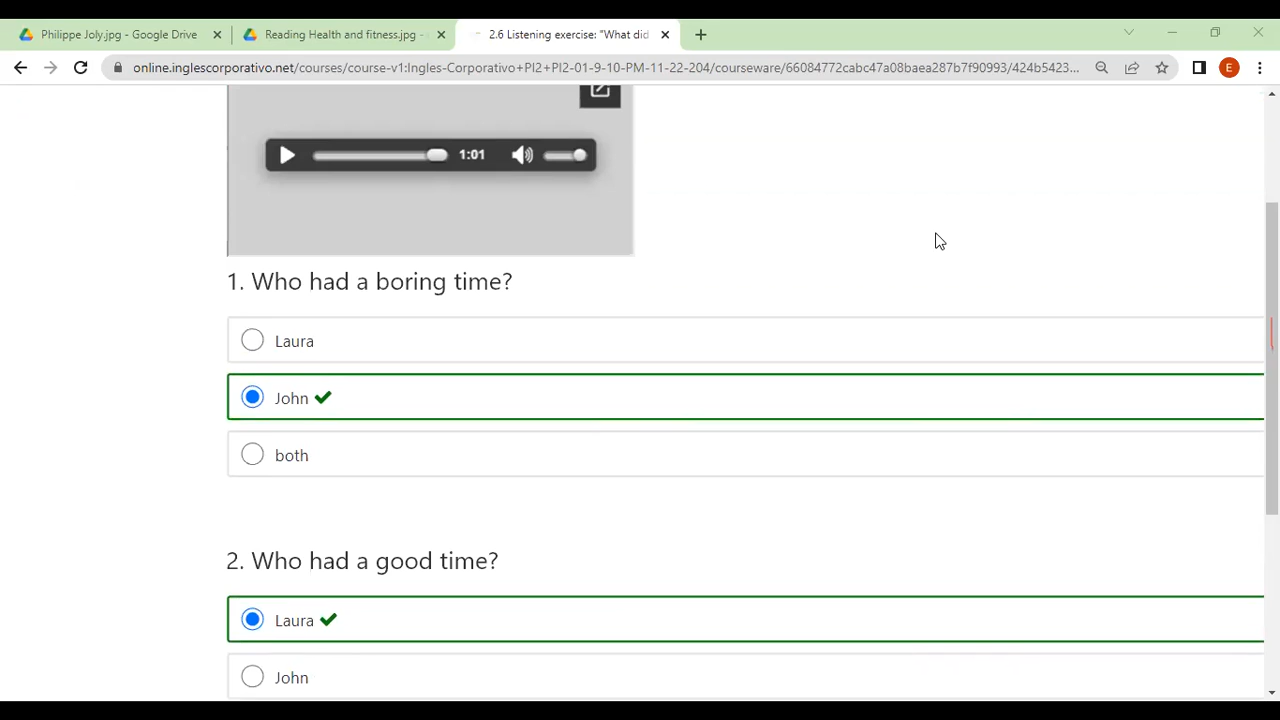 Philippe Joly.jpg - Google Drive
Reading Health and fitness.jpg -
2.6 Listening exercise: "What did
online.inglescorporativo.net/courses/course-v1:Ingles-Corporativo+PI2+PI2-01-9-10-PM-11-22-204/courseware/66084772cabc47a08baea287b7f90993/424b5423...
E
1:01
1. Who had a boring time?
Laura
John
both
2. Who had a good time?
Laura
John